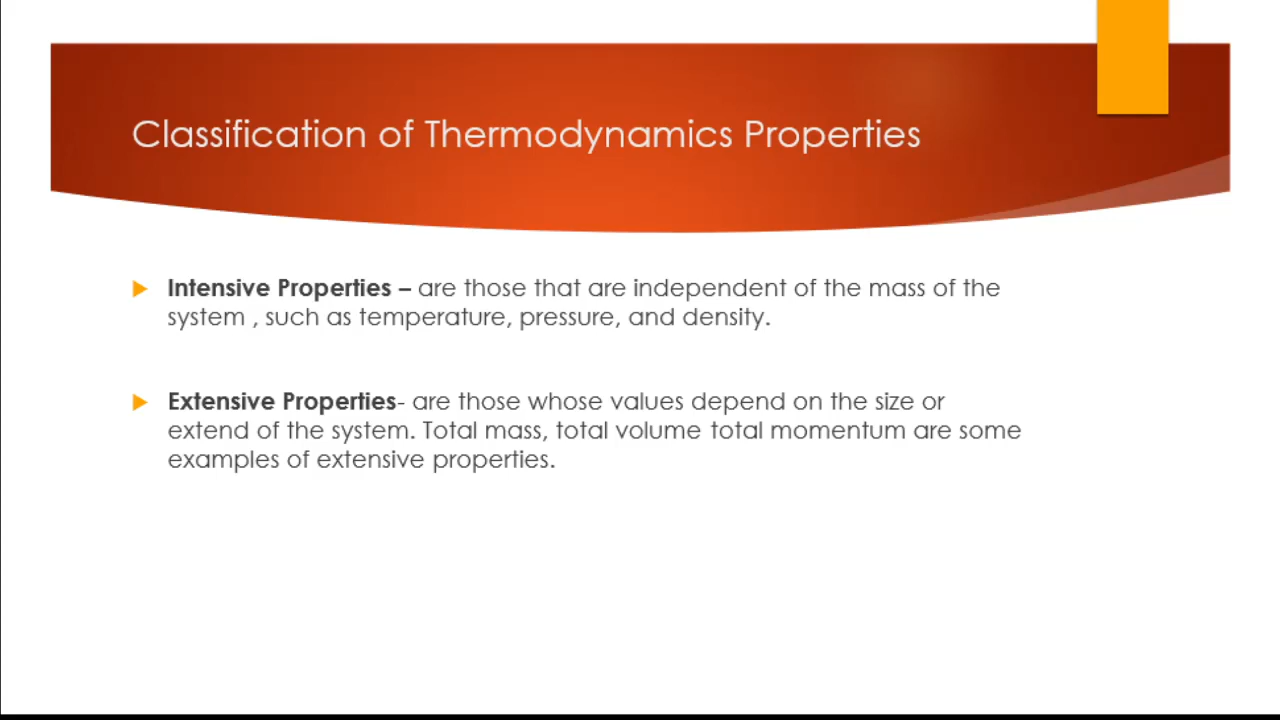 Classification of Thermodynamics Properties
Intensive Properties – are those that are independent of the mass of the
system , such as temperature, pressure, and density.
Extensive Properties- are those whose values depend on the size or
extend of the system. Total mass, total volume total momentum are some
examples of extensive properties.